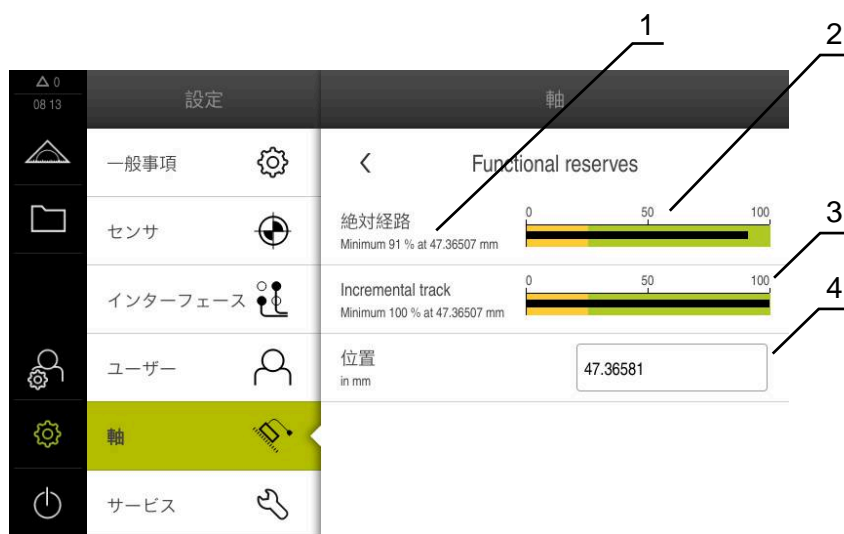 1
2
△ 0
08 13
設定
軸
一般事項
Functional reserves
絶対経路
Minimum 91 % at 47.36507 mm
0 50 100
3
センサ
Incremental track
Minimum 100 % at 47.36507 mm
0 50 100
4
インターフェース
ユーザー
位置
in mm
47.36581
軸
サービス